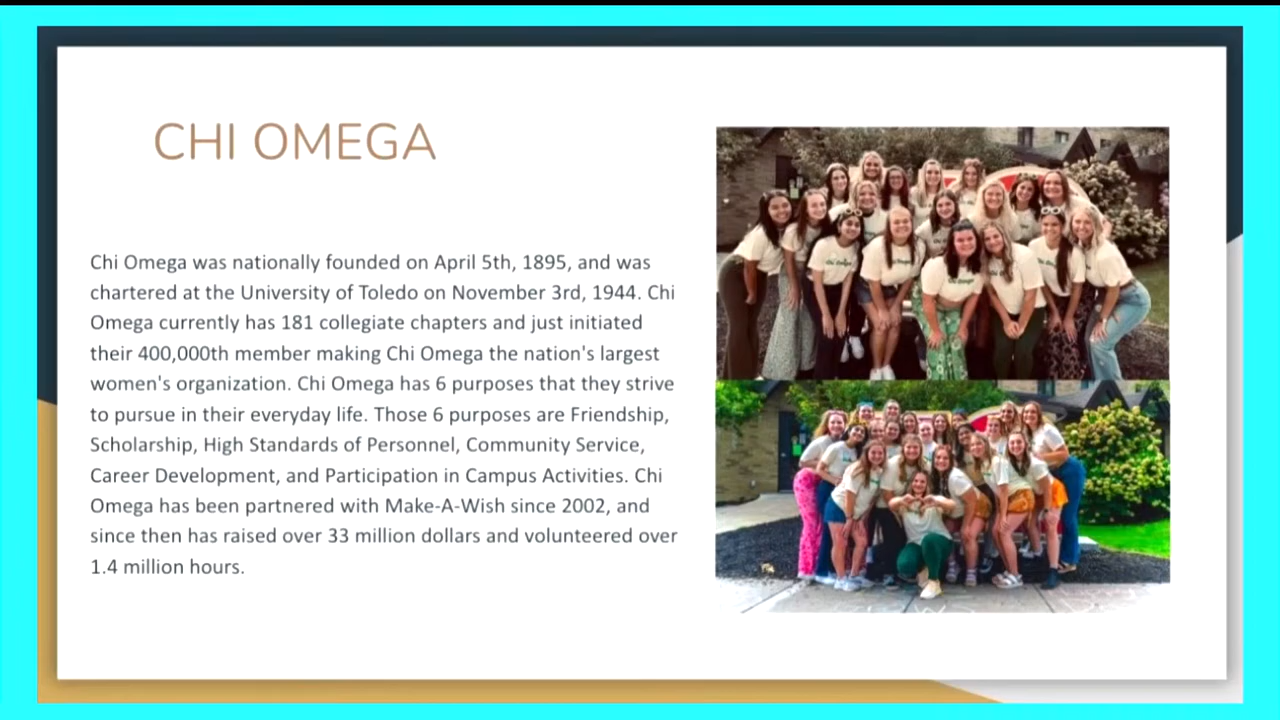 CHI OMEGA
Chi Omega was nationally founded on April 5th, 1895, and was
chartered at the University of Toledo on November 3rd, 1944. Chi
Omega currently has 181 collegiate chapters and just initiated
their 400,000th member making Chi Omega the nation's largest
women's organization. Chi Omega has 6 purposes that they strive
to pursue in their everyday life. Those 6 purposes are Friendship,
Scholarship, High Standards of Personnel, Community Service,
Career Development, and Participation in Campus Activities. Chi
Omega has been partnered with Make-A-Wish since 2002, and
since then has raised over 33 million dollars and volunteered over
1.4 million hours.